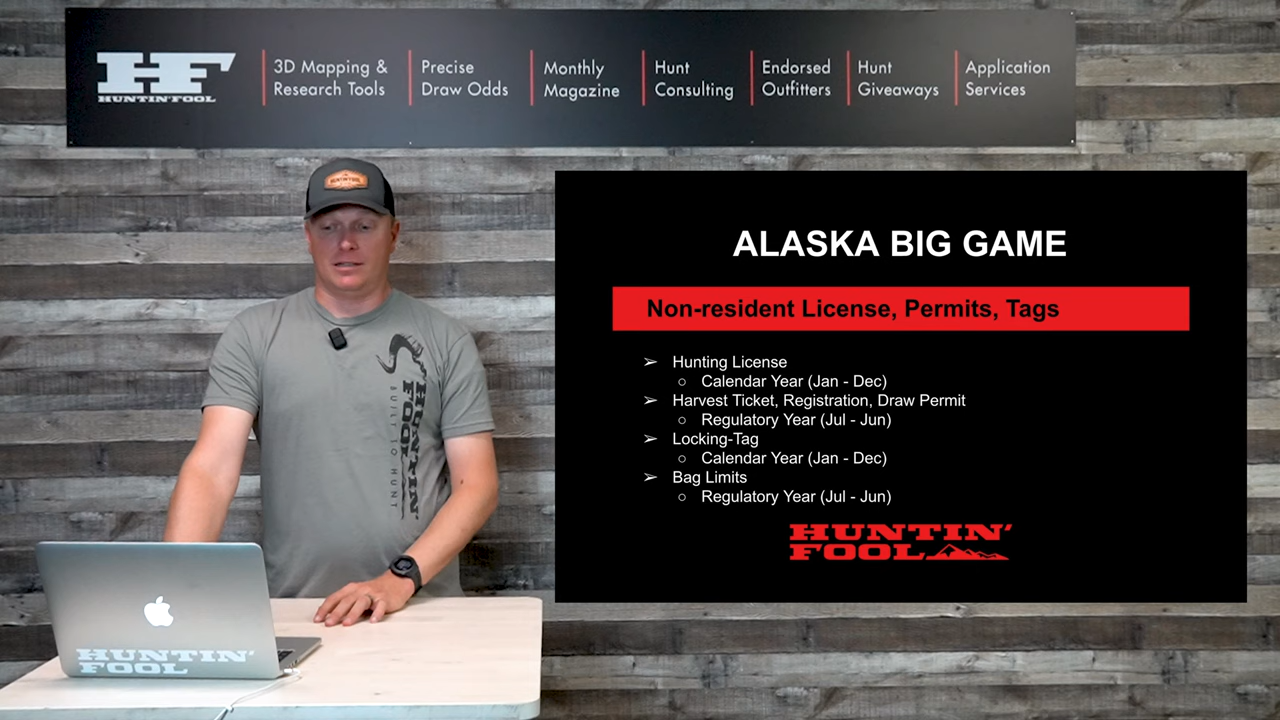 HF
HUNTIN'FOOL
3D Mapping &
Research Tools
Precise
Draw Odds
Monthly
Magazine
Hunt
Consulting
Endorsed
Outfitters
Hunt
Giveaways
Application
Services
HUNTIN'FOOL
HUNTIN'
FOOL
BUILT TO HUNT
ALASKA BIG GAME
Non-resident License, Permits, Tags
➢ Hunting License
○ Calendar Year (Jan - Dec)
➢ Harvest Ticket, Registration, Draw Permit
○ Regulatory Year (Jul - Jun)
➢ Locking-Tag
○ Calendar Year (Jan - Dec)
➢ Bag Limits
○ Regulatory Year (Jul - Jun)
HUNTIN'
FOOL
HUNTIN'
FOOL